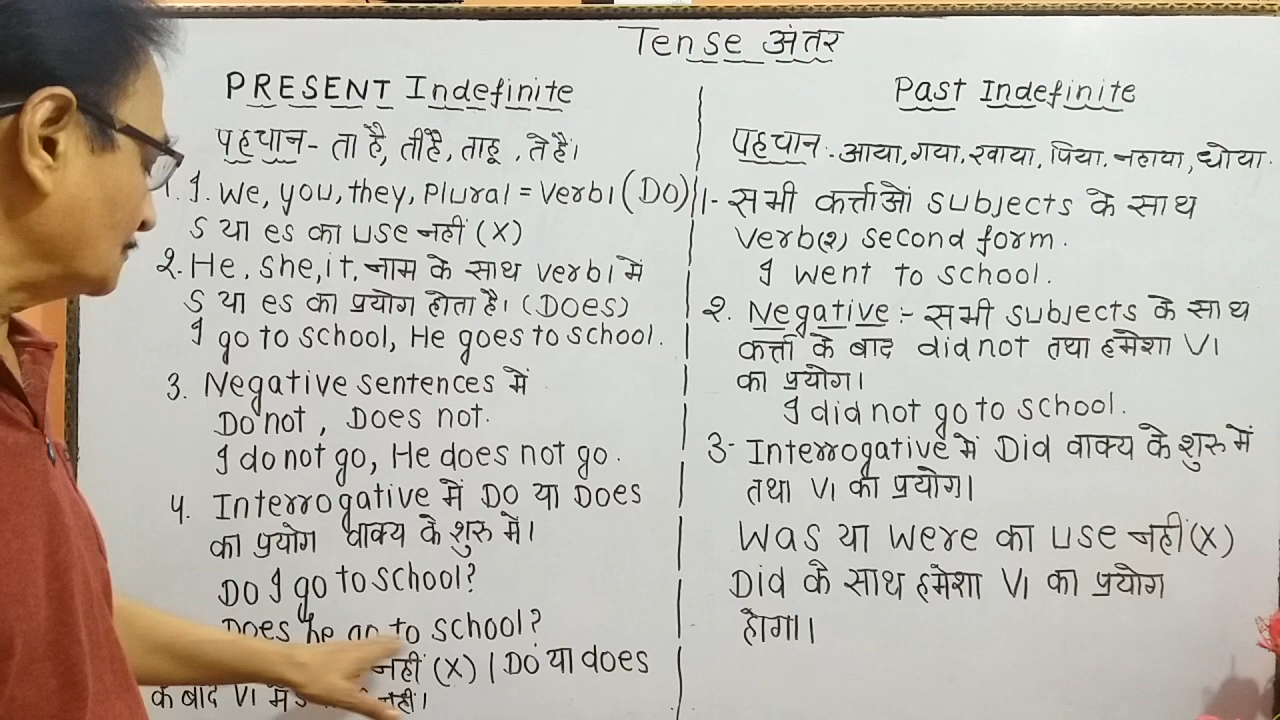 Tense अंतर
PRESENT Indefinite
पहचान - ता है, ती है, ता हू, ते हैं।
1. I. We, you, they, Plural = Verb1 (DO)
S या es का use नहीं (X)
2. He, She, it, नाम के साथ verb1 में
S या es का प्रयोग होता है। (DOES)
I go to school, He goes to school.
3. Negative sentences में
Do not, Does not.
I do not go, He does not go.
4. Interrogative में DO या Does
का प्रयोग वाक्य के शुरु में।
DO I go to school?
Does he go to school?
नहीं (X) | DO या does
के बाद V1 में नहीं।
Past Indefinite
पहचान - आया, गया, खाया, पिया, नहाया, धोया.
1- सभी कर्त्ताओं subjects के साथ
Verb(2) second form.
I went to school.
2. Negative :- सभी subjects के साथ
कर्त्ता के बाद did not तथा हमेशा V1
का प्रयोग।
I did not go to school.
3- Interrogative में Did वाक्य के शुरु में
तथा V1 का प्रयोग।
Was या Were का use नहीं (X)
Did के साथ हमेशा V1 का प्रयोग
होगा।